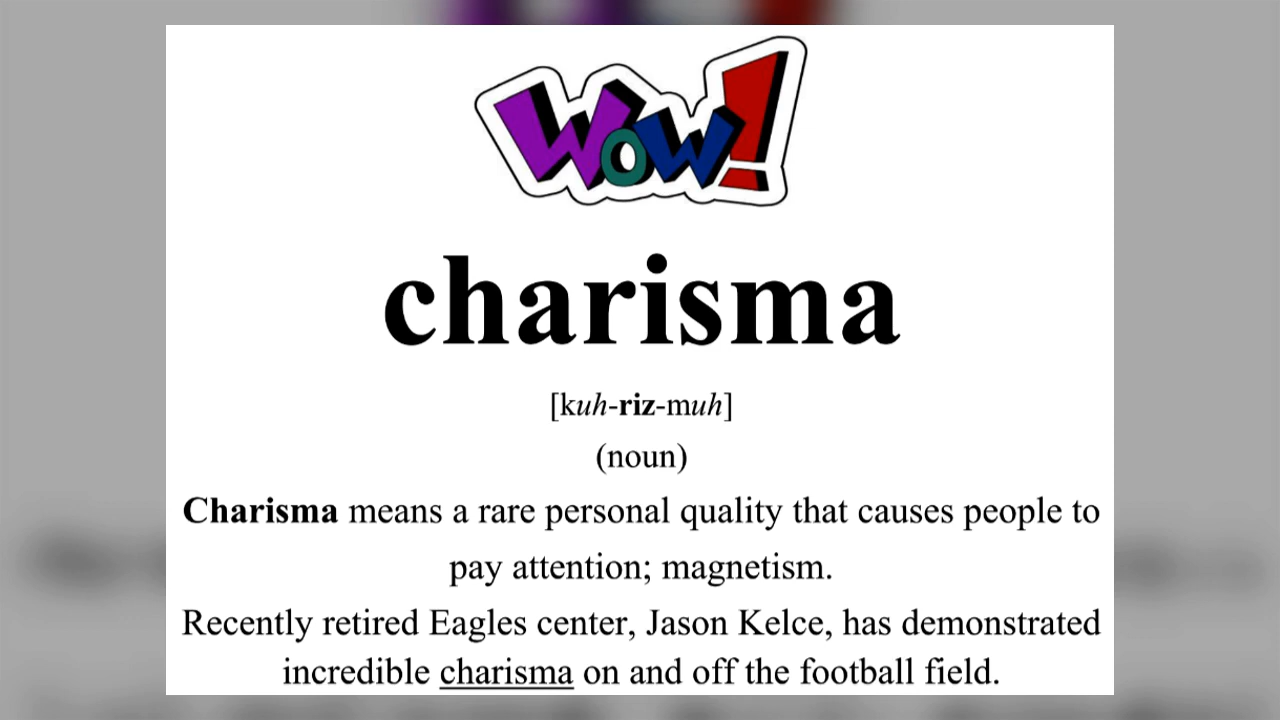 Wow!
charisma
[kuh-riz-muh]
(noun)
Charisma means a rare personal quality that causes people to
pay attention; magnetism.
Recently retired Eagles center, Jason Kelce, has demonstrated
incredible charisma on and off the football field.